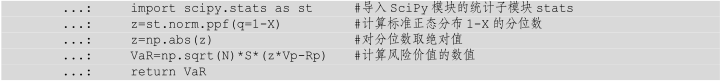 ...: import scipy.stats as st #导入 SciPy 模块的统计子模块 stats
...: z=st.norm.ppf(q=1-X) #计算标准正态分布 1-X 的分位数
...: z=np.abs(z) #对分位数取绝对值
...: VaR=np.sqrt(N)*S*(z*Vp-Rp) #计算风险价值的数值
...: return VaR